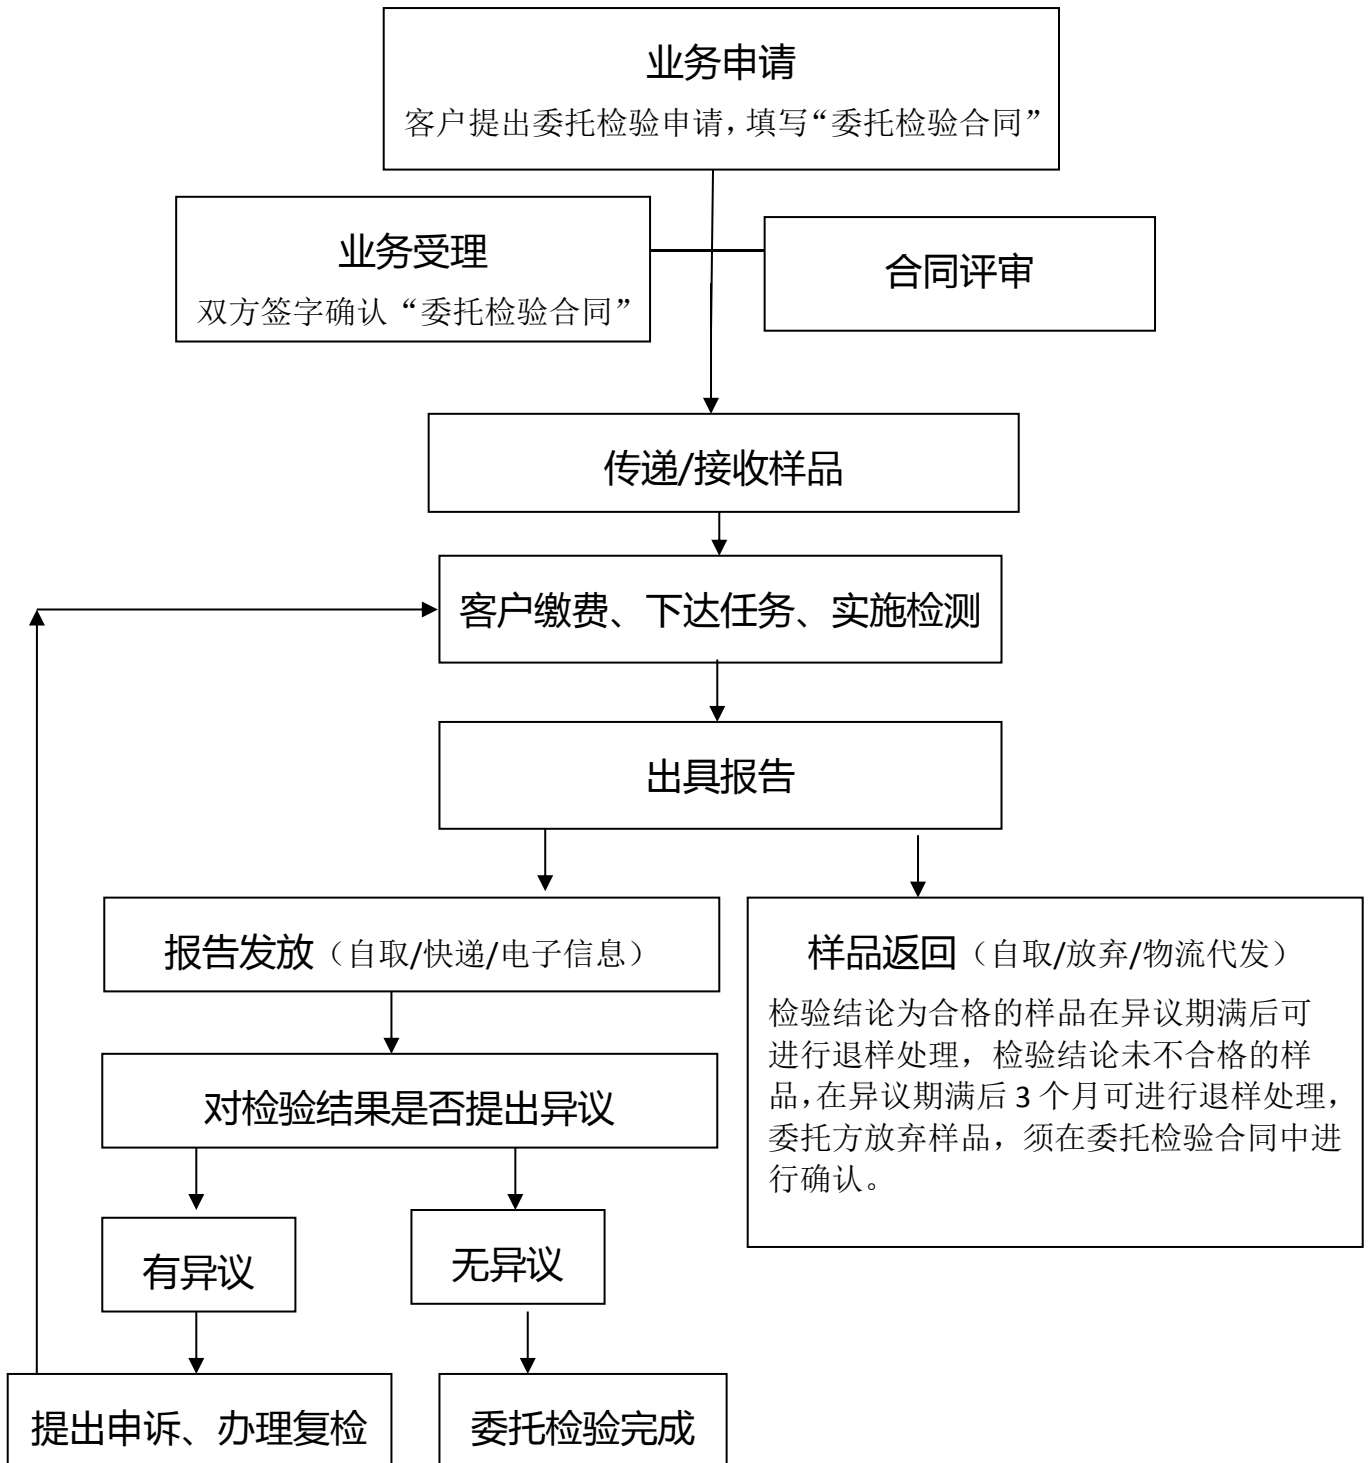 业务申请
客户提出委托检验申请，填写“委托检验合同”
业务受理
双方签字确认“委托检验合同”
合同评审
传递/接收样品
客户缴费、下达任务、实施检测
出具报告
报告发放（自取/快递/电子信息）
样品返回（自取/放弃/物流代发）
检验结论为合格的样品在异议期满后可
进行退样处理，检验结论未不合格的样
品，在异议期满后3个月可进行退样处理，
委托方放弃样品，须在委托检验合同中进
行确认。
对检验结果是否提出异议
有异议
无异议
提出申诉、办理复检
委托检验完成